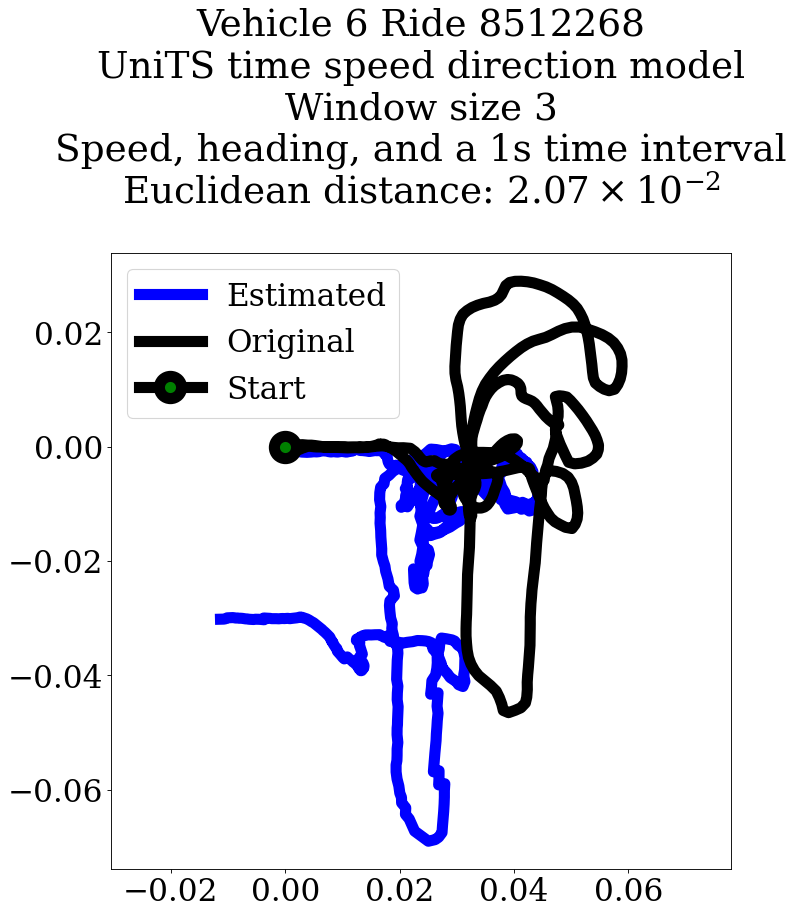 Vehicle 6 Ride 8512268
UniTS time speed direction model
Window size 3
Speed, heading, and a 1s time interval
Euclidean distance: 2.07 × 10⁻²
Estimated
Original
Start
0.02
0.00
−0.02
−0.04
−0.06
−0.02 0.00 0.02 0.04 0.06